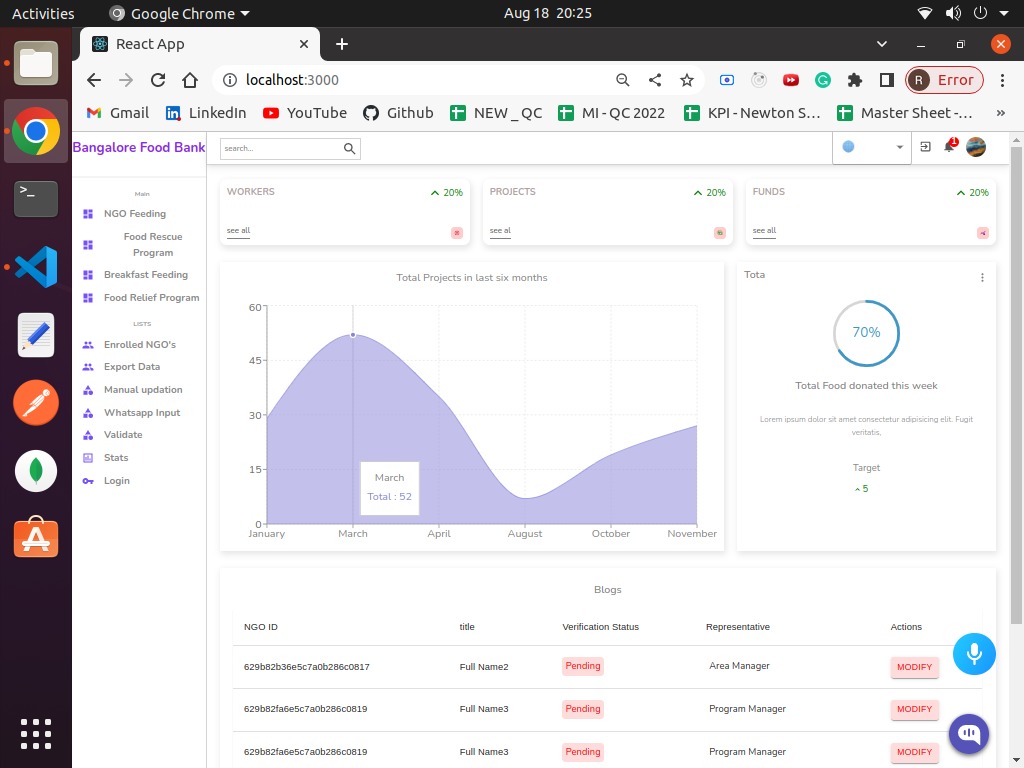 Activities
Google Chrome
Aug 18 20:25
React App
localhost:3000
R Error
Gmail
LinkedIn
YouTube
Github
NEW _ QC
MI - QC 2022
KPI - Newton S...
Master Sheet -...
»
Bangalore Food Bank
search...
1
Main
NGO Feeding
Food Rescue
Program
Breakfast Feeding
Food Relief Program
LISTS
Enrolled NGO's
Export Data
Manual updation
Whatsapp Input
Validate
Stats
Login
WORKERS
20%
see all
PROJECTS
20%
see al
FUNDS
20%
see all
Total Projects in last six months
60
45
30
15
0
January
March
April
August
October
November
March
Total : 52
Tota
70%
Total Food donated this week
Lorem ipsum dolor sit amet consectetur adipisicing elit. Fugit
veritatis,
Target
5
Blogs
NGO ID title Verification Status Representative Actions
629b82b36e5c7a0b286c0817 Full Name2 Pending Area Manager MODIFY
629b82fa6e5c7a0b286c0819 Full Name3 Pending Program Manager MODIFY
629b82fa6e5c7a0b286c0819 Full Name3 Pending Program Manager MODIFY